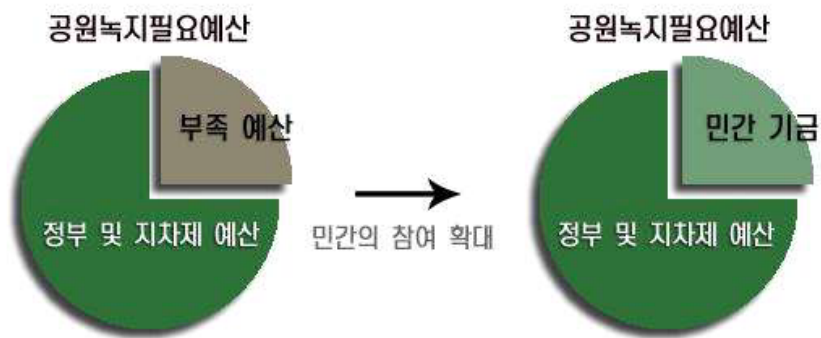 공원녹지필요예산
부족 예산
정부 및 지차제 예산
민간의 참여 확대
공원녹지필요예산
민간 기금
정부 및 지차제 예산